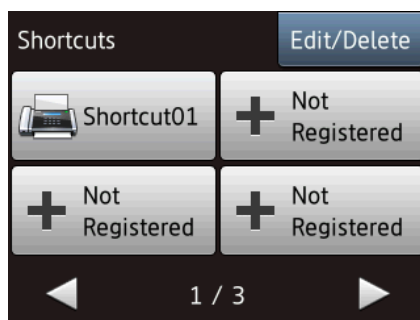 Shortcuts
Edit/Delete
Shortcut01
Not
Registered
Not
Registered
Not
Registered
1 / 3